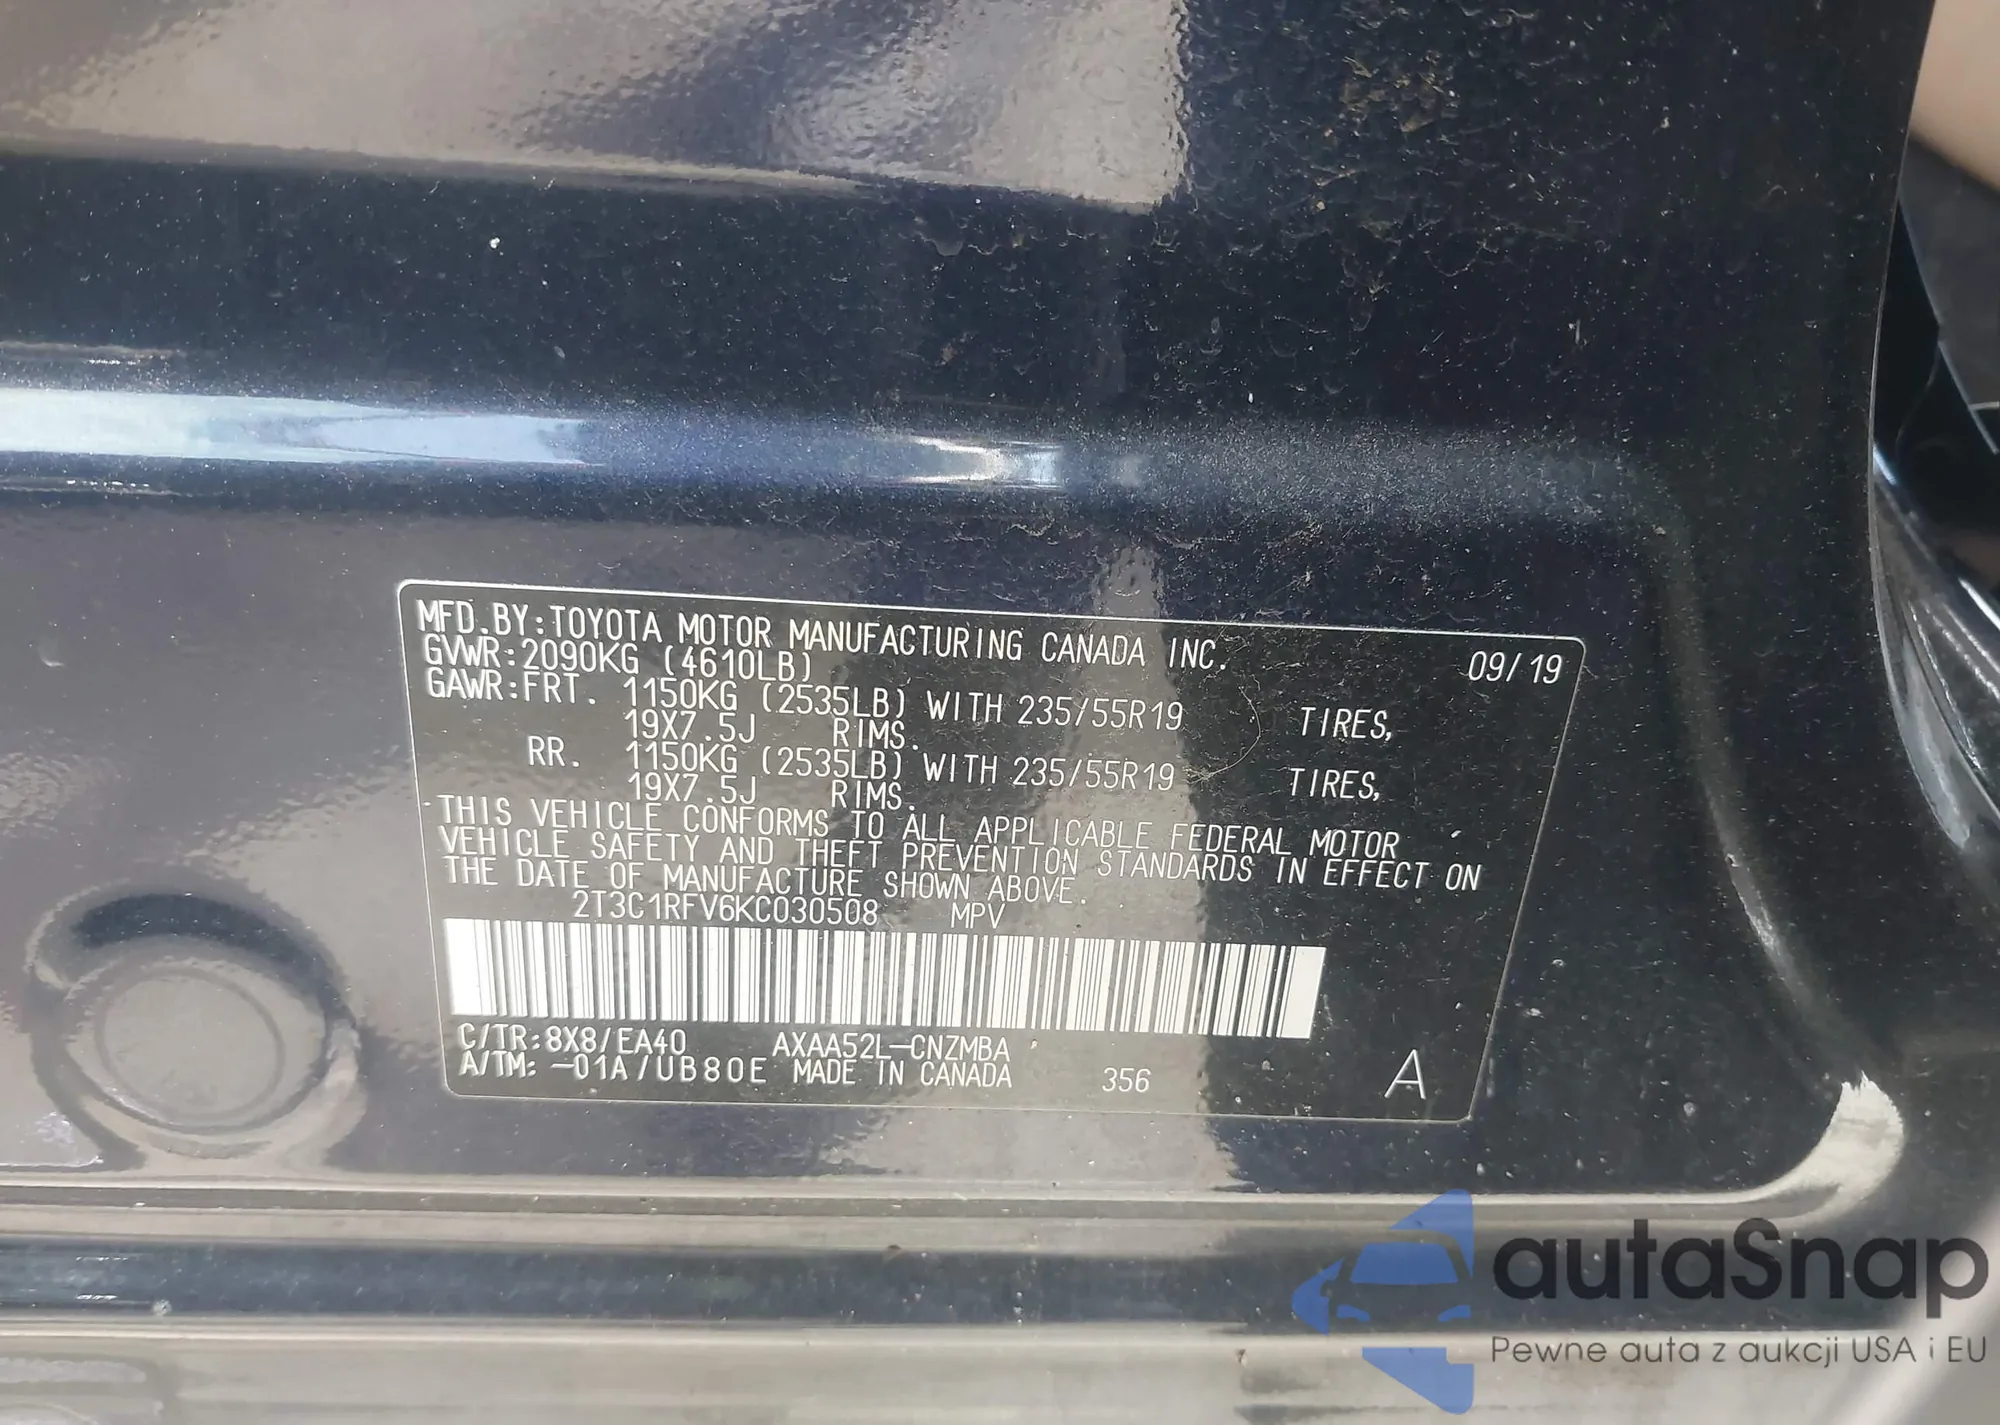 MFD.BY:TOYOTA MOTOR MANUFACTURING CANADA INC. 09/19
GVWR:2090KG (4610LB)
GAWR:FRT. 1150KG (2535LB) WITH 235/55R19 TIRES,
19X7.5J RIMS.
RR. 1150KG (2535LB) WITH 235/55R19 TIRES,
19X7.5J RIMS.
THIS VEHICLE CONFORMS TO ALL APPLICABLE FEDERAL MOTOR
VEHICLE SAFETY AND THEFT PREVENTION STANDARDS IN EFFECT ON
THE DATE OF MANUFACTURE SHOWN ABOVE.
2T3C1RFV6KC030508 MPV
C/TR:8X8/EA40 AXAA52L-CNZMBA
A/TM: -01A/UB80E MADE IN CANADA 356 A
autaSnap
Pewne auta z aukcji USA i EU